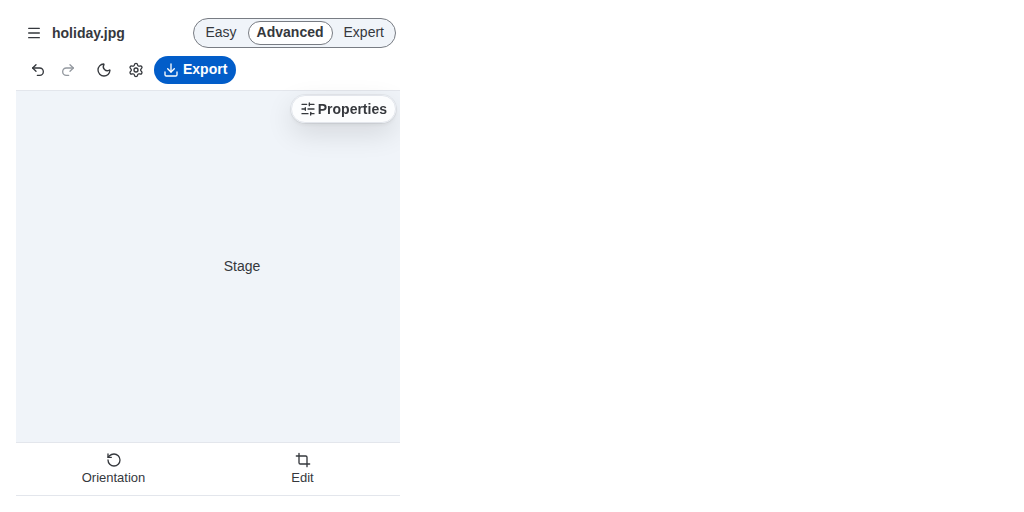 holiday.jpg
Easy Advanced Expert
Export
Properties
Stage
Orientation Edit